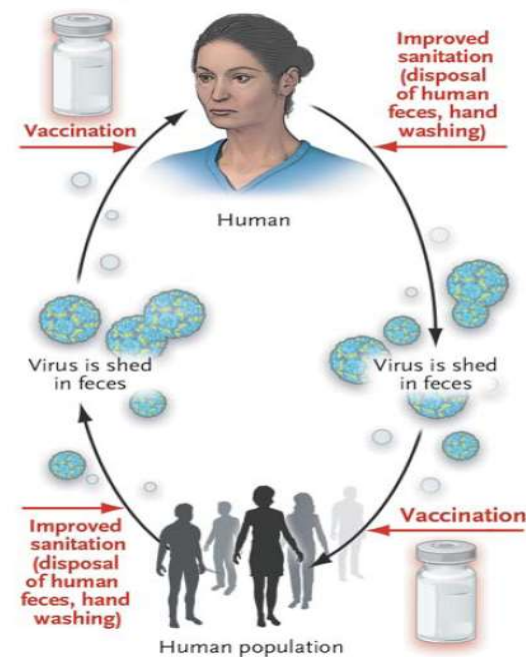 Vaccination
Improved
sanitation
(disposal
of human
feces, hand
washing)
Human
Virus is shed
in feces
Virus is shed
in feces
Improved
sanitation
(disposal
of human
feces, hand
washing)
Vaccination
Human population